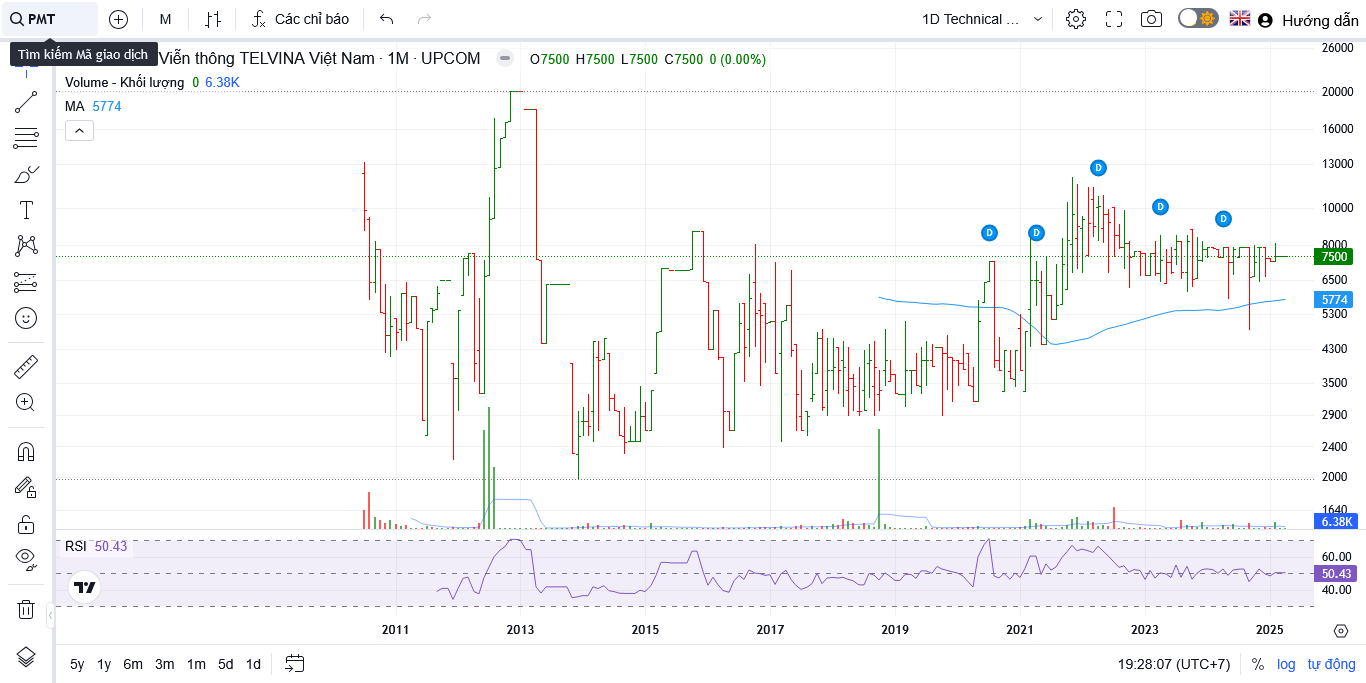 PMT
M
Các chỉ báo
1D Technical ...
Hướng dẫn
Tìm kiếm Mã giao dịch
Viễn thông TELVINA Việt Nam · 1M · UPCOM
O7500 H7500 L7500 C7500 0 (0.00%)
Volume - Khối lượng 0 6.38K
MA 5774
26000
20000
16000
13000
10000
8000
7500
6500
5774
5300
4300
3500
2900
2400
2000
1640
6.38K
D
D
D
D
D
RSI 50.43
60.00
50.43
40.00
2011
2013
2015
2017
2019
2021
2023
2025
5y 1y 6m 3m 1m 5d 1d
19:28:07 (UTC+7)
% log tự động